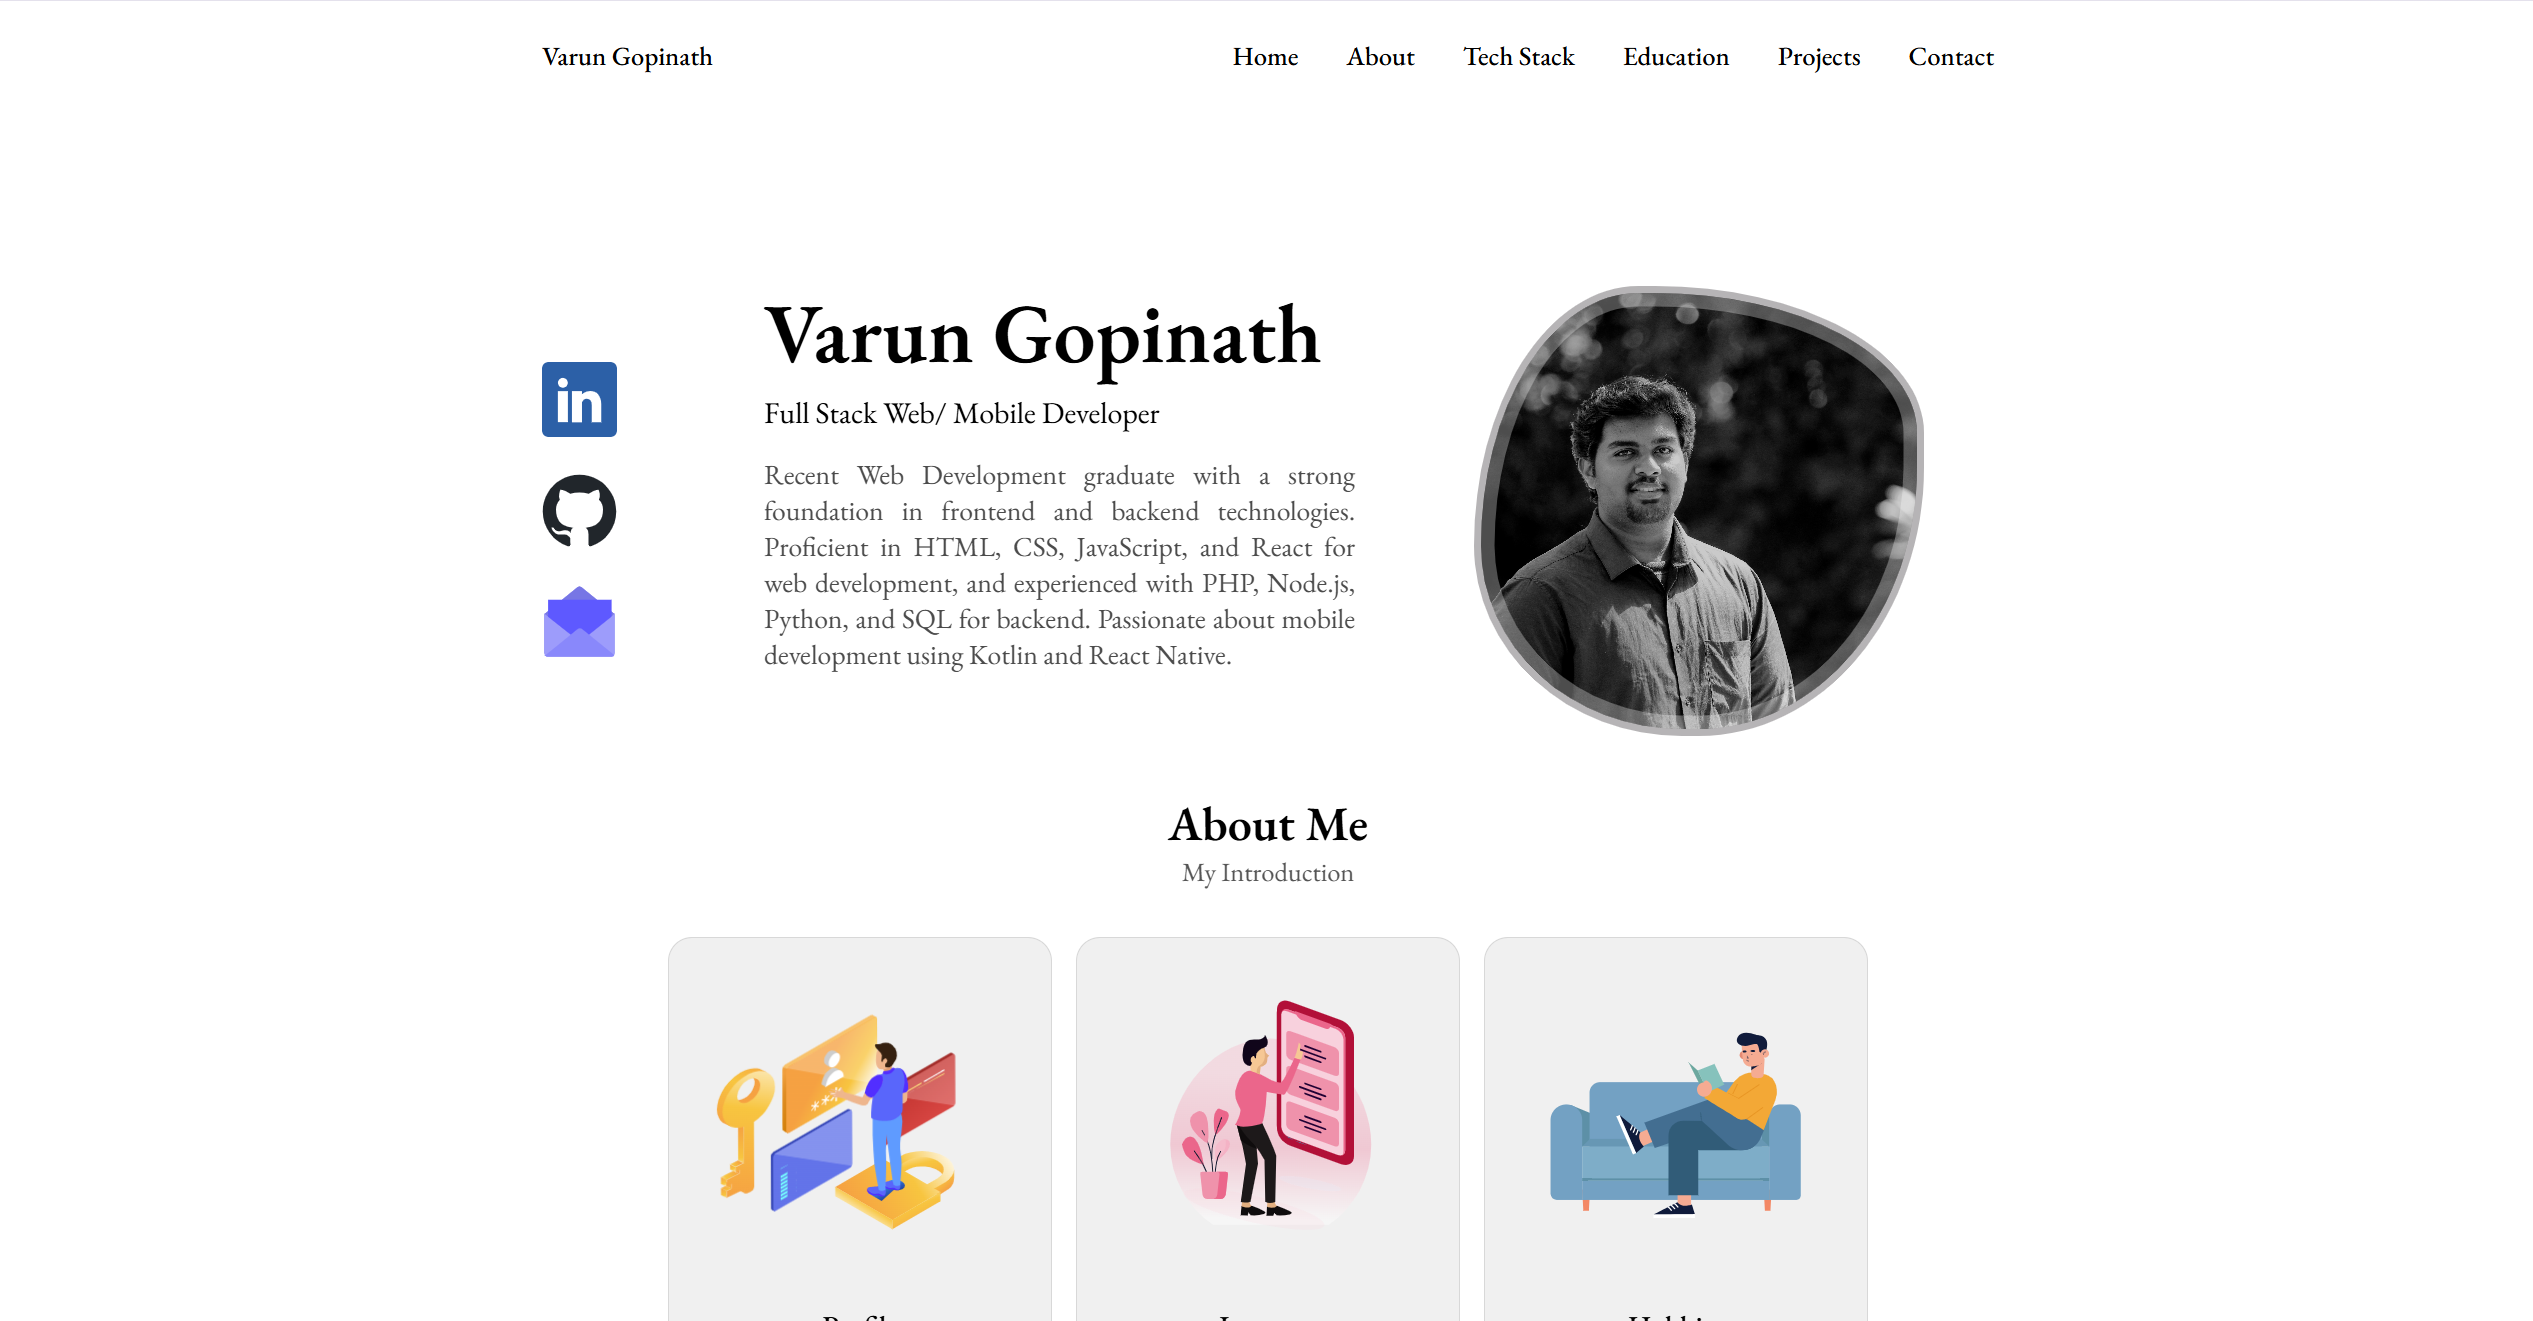 Varun Gopinath
Home About Tech Stack Education Projects Contact
Varun Gopinath
Full Stack Web/ Mobile Developer
Recent Web Development graduate with a strong
foundation in frontend and backend technologies.
Proficient in HTML, CSS, JavaScript, and React for
web development, and experienced with PHP, Node.js,
Python, and SQL for backend. Passionate about mobile
development using Kotlin and React Native.
in
About Me
My Introduction